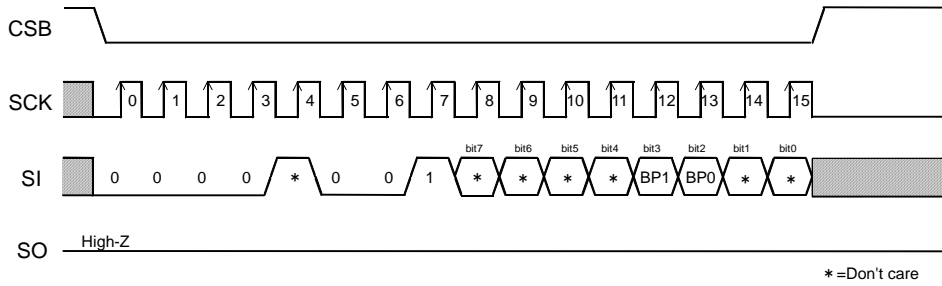 CSB
SCK 0 1 2 3 4 5 6 7 8 9 10 11 12 13 14 15
bit7 bit6 bit5 bit4 bit3 bit2 bit1 bit0
SI 0 0 0 0 * 0 0 1 * * * * BP1 BP0 * *
High-Z
SO
*=Don't care